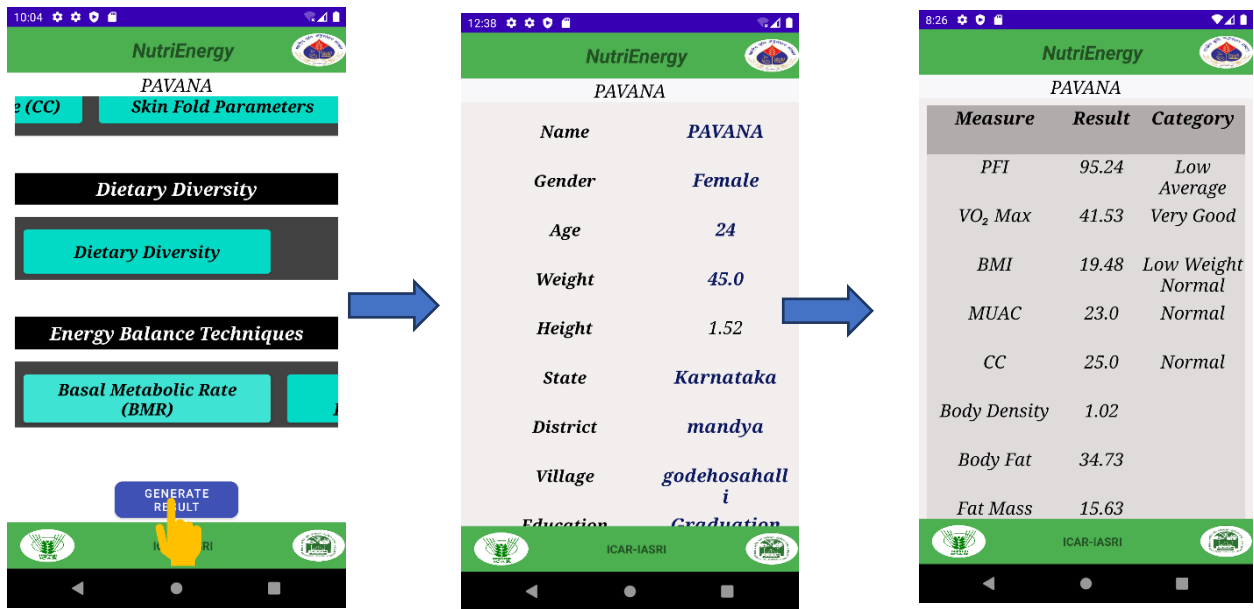 10:04
NutriEnergy
PAVANA
e (CC) Skin Fold Parameters
Dietary Diversity
Dietary Diversity
Energy Balance Techniques
Basal Metabolic Rate
(BMR)
GENERATE
RESULT
12:38
NutriEnergy
PAVANA
Name PAVANA
Gender Female
Age 24
Weight 45.0
Height 1.52
State Karnataka
District mandya
Village godehosahall
i
Education Graduation
ICAR-IASRI
8:26
NutriEnergy
PAVANA
Measure Result Category
PFI 95.24 Low
Average
VO₂ Max 41.53 Very Good
BMI 19.48 Low Weight
Normal
MUAC 23.0 Normal
CC 25.0 Normal
Body Density 1.02
Body Fat 34.73
Fat Mass 15.63
ICAR-IASRI